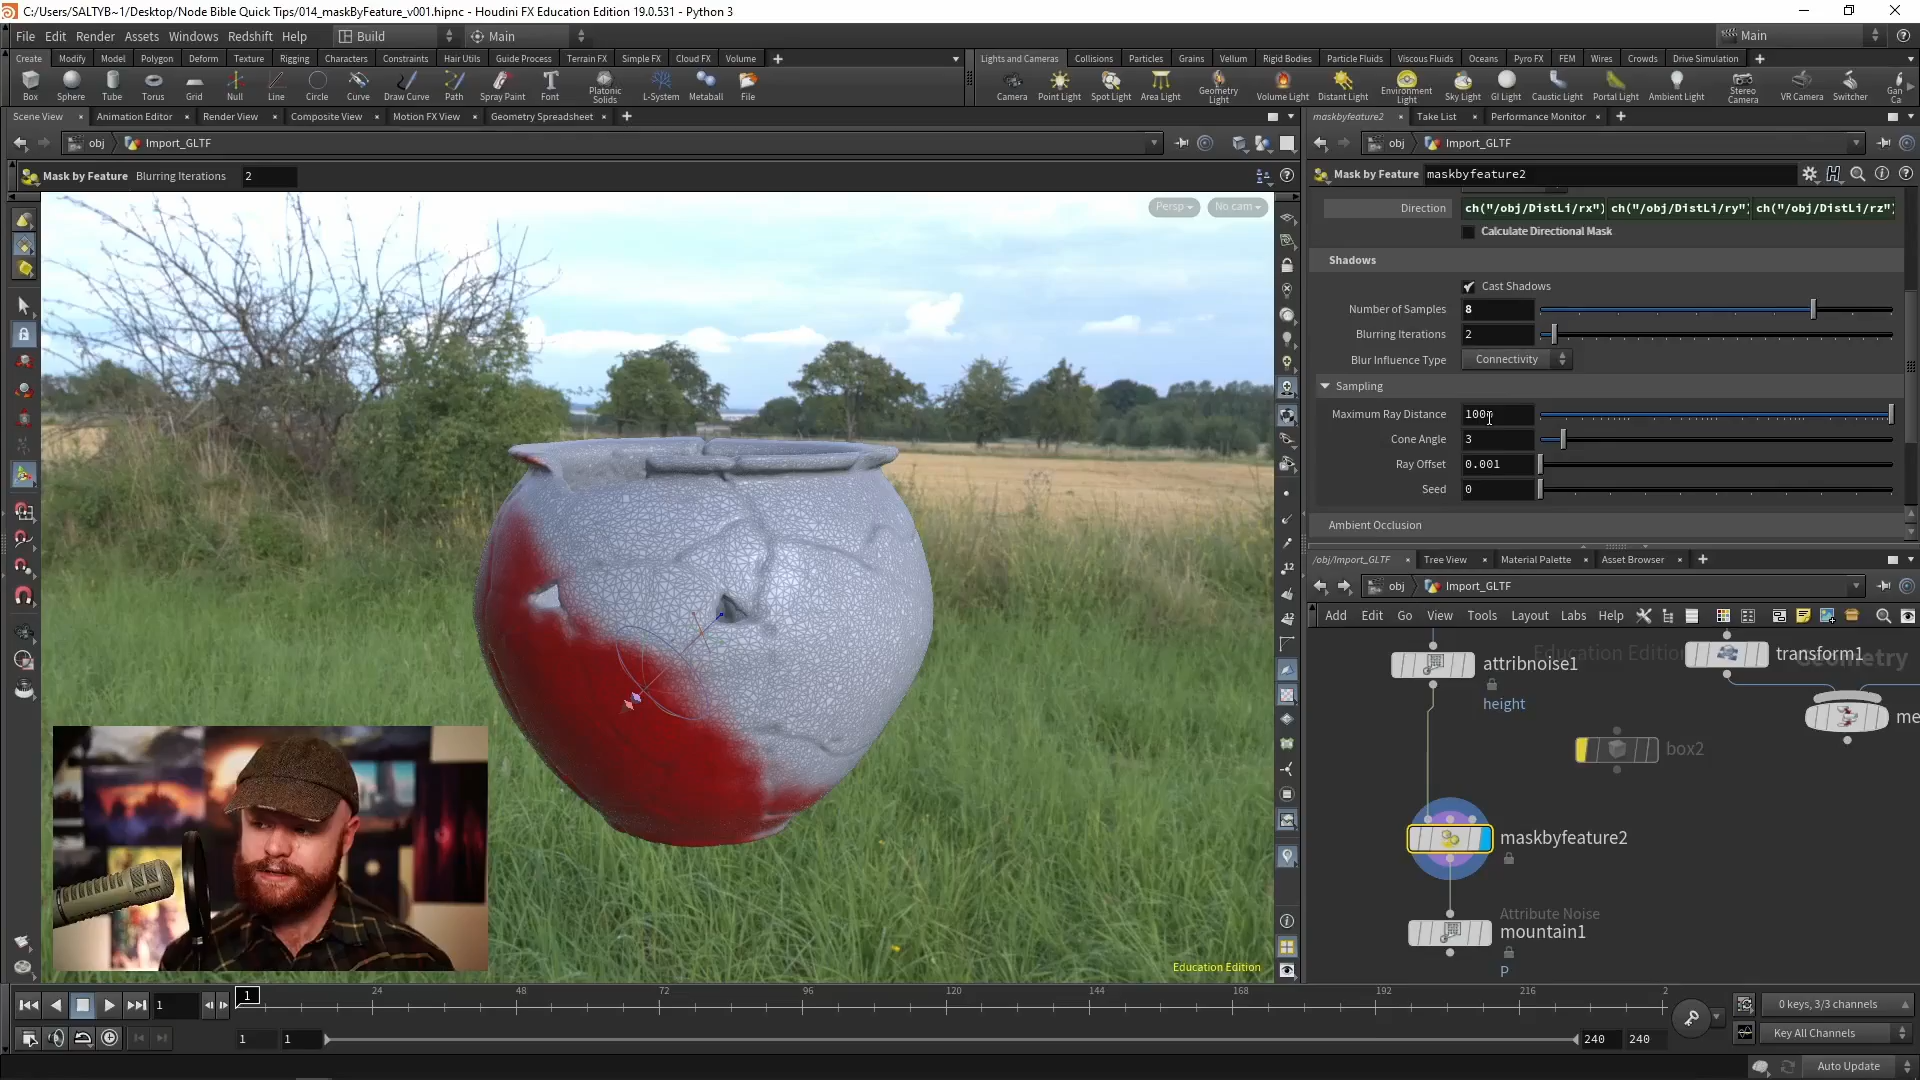 C:/Users/SALTYB~1/Desktop/Node Bible Quick Tips/014_maskByFeature_v001.hipnc - Houdini FX Education Edition 19.0.531 - Python 3
File Edit Render Assets Windows Redshift Help Build Main Main
Create Modify Model Polygon Deform Texture Rigging Characters Constraints Hair Utils Guide Process Terrain FX Simple FX Cloud FX Volume
Lights and Cameras Collisions Particles Grains Vellum Rigid Bodies Particle Fluids Viscous Fluids Oceans Pyro FX FEM Wires Crowds Drive Simulation
Box Sphere Tube Torus Grid Null Line Circle Curve Draw Curve Path Spray Paint Font Platonic Solids L-System Metaball File
Camera Point Light Spot Light Area Light Geometry Light Volume Light Distant Light Environment Light Sky Light GI Light Caustic Light Portal Light Ambient Light Stereo Camera VR Camera Switcher Gan Ca
Scene View Animation Editor Render View Composite View Motion FX View Geometry Spreadsheet
maskbyfeature2 Take List Performance Monitor
obj Import_GLTF
obj Import_GLTF
Mask by Feature Blurring Iterations 2
Mask by Feature maskbyfeature2
Persp No cam
Direction ch("/obj/DistLi/rx") ch("/obj/DistLi/ry") ch("/obj/DistLi/rz")
Calculate Directional Mask
Shadows
Cast Shadows
Number of Samples 8
Blurring Iterations 2
Blur Influence Type Connectivity
Sampling
Maximum Ray Distance 100
Cone Angle 3
Ray Offset 0.001
Seed 0
Ambient Occlusion
/obj/Import_GLTF Tree View Material Palette Asset Browser
obj Import_GLTF
Add Edit Go View Tools Layout Labs Help
Education Edition
Geometry
attribnoise1
height
transform1
me
box2
maskbyfeature2
Attribute Noise
mountain1
P
Education Edition
1 1 24 48 72 96 120 144 168 192 216 2
0 keys, 3/3 channels
1 1 240 240 Key All Channels
Auto Update